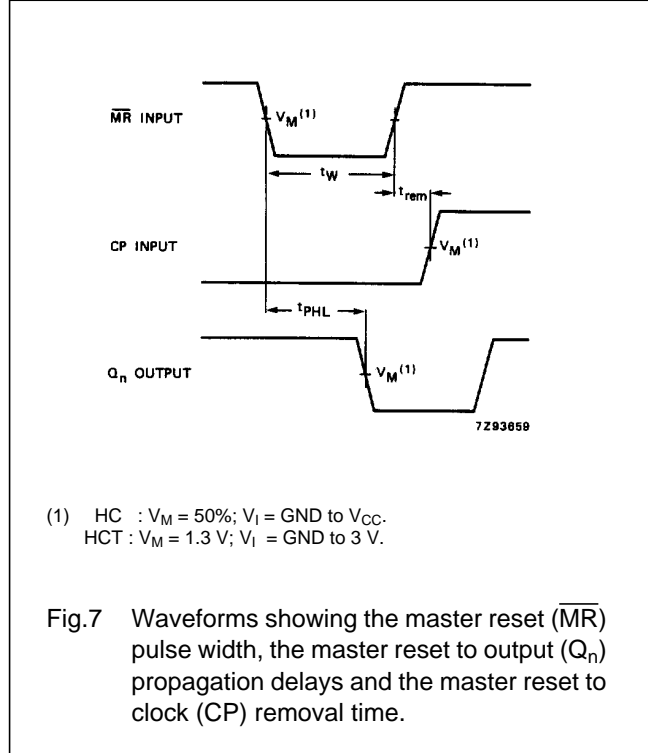 M̅R̅ INPUT
V_M(1)
t_W
t_rem
CP INPUT
V_M(1)
t_PHL
Q_n OUTPUT
V_M(1)
7Z93659
(1) HC : V_M = 50%; V_I = GND to V_CC.
HCT : V_M = 1.3 V; V_I = GND to 3 V.
Fig.7 Waveforms showing the master reset (M̅R̅)
pulse width, the master reset to output (Q_n)
propagation delays and the master reset to
clock (CP) removal time.